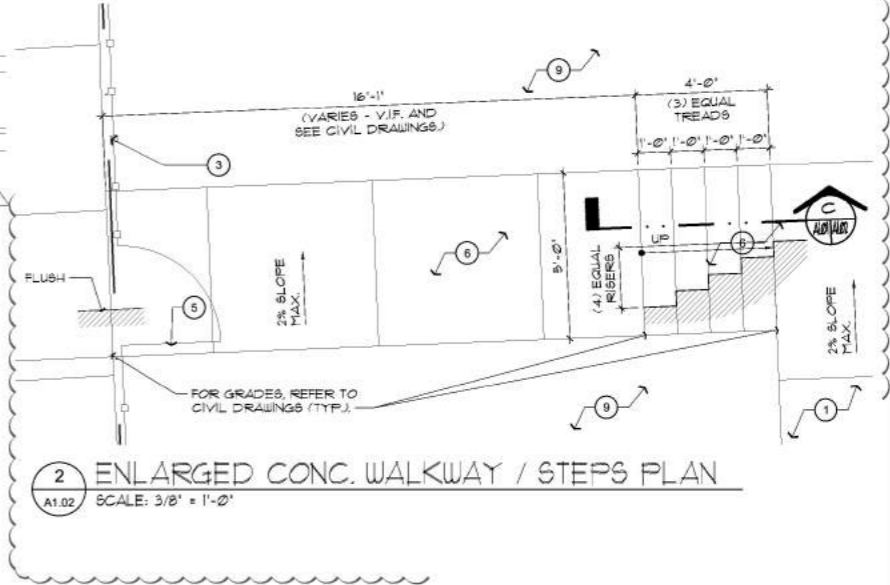 9
16'-1"
(VARIES - V.I.F. AND
SEE CIVIL DRAWINGS.)
4'-0"
(3) EQUAL
TREADS
1'-0" 1'-0" 1'-0" 1'-0"
3
C
UP
6
6
5'-0"
(4) EQUAL
RISERS
FLUSH
5
2% SLOPE
MAX.
2% SLOPE
MAX.
FOR GRADES, REFER TO
CIVIL DRAWINGS (TYP.).
9
1
2
A1.02
ENLARGED CONC. WALKWAY / STEPS PLAN
SCALE: 3/8" = 1'-0"